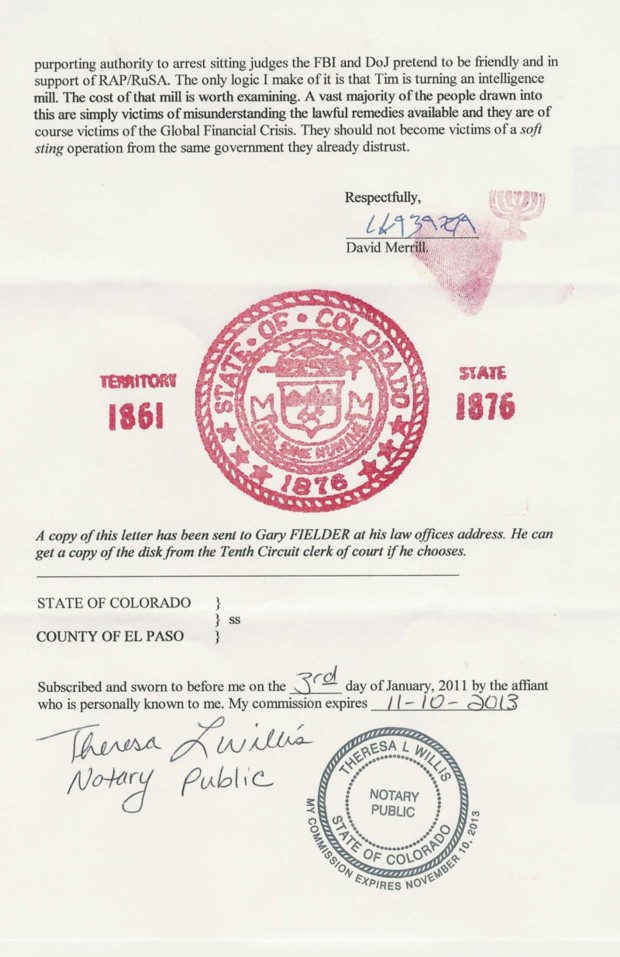 purporting authority to arrest sitting judges the FBI and DoJ pretend to be friendly and in
support of RAP/RuSA. The only logic I make of it is that Tim is turning an intelligence
mill. The cost of that mill is worth examining. A vast majority of the people drawn into
this are simply victims of misunderstanding the lawful remedies available and they are of
course victims of the Global Financial Crisis. They should not become victims of a soft
sting operation from the same government they already distrust.
Respectfully,
David Merrill.
TERRITORY
1861
STATE • OF • COLORADO
NIL SINE NUMINE
1876
STATE
1876
A copy of this letter has been sent to Gary FIELDER at his law offices address. He can
get a copy of the disk from the Tenth Circuit clerk of court if he chooses.
STATE OF COLORADO }
} ss
COUNTY OF EL PASO }
Subscribed and sworn to before me on the 3rd day of January, 2011 by the affiant
who is personally known to me. My commission expires 11-10-2013
Theresa L Willis
Notary Public
THERESA L WILLIS
NOTARY
PUBLIC
STATE OF COLORADO
MY COMMISSION EXPIRES NOVEMBER 10, 2013